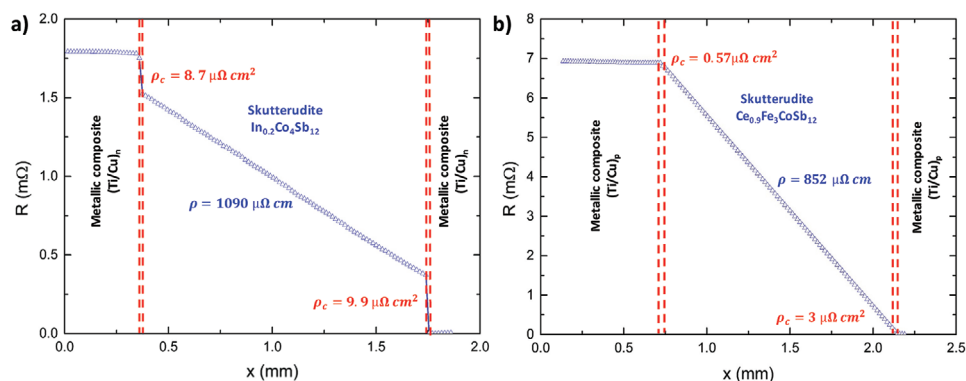 a)
2.0
1.5
1.0
0.5
0.0
R (mΩ)
0.0 0.5 1.0 1.5 2.0
x (mm)
Metallic composite
(Ti/Cu)ₙ
ρ_c = 8.7 μΩ cm²
Skutterudite
In₀.₂Co₄Sb₁₂
ρ = 1090 μΩ cm
ρ_c = 9.9 μΩ cm²
Metallic composite
(Ti/Cu)ₙ
b)
8
7
6
5
4
3
2
1
0
R (mΩ)
0.0 0.5 1.0 1.5 2.0 2.5
x (mm)
Metallic composite
(Ti/Cu)ₚ
ρ_c = 0.57μΩ cm²
Skutterudite
Ce₀.₉Fe₃CoSb₁₂
ρ = 852 μΩ cm
ρ_c = 3 μΩ cm²
Metallic composite
(Ti/Cu)ₚ